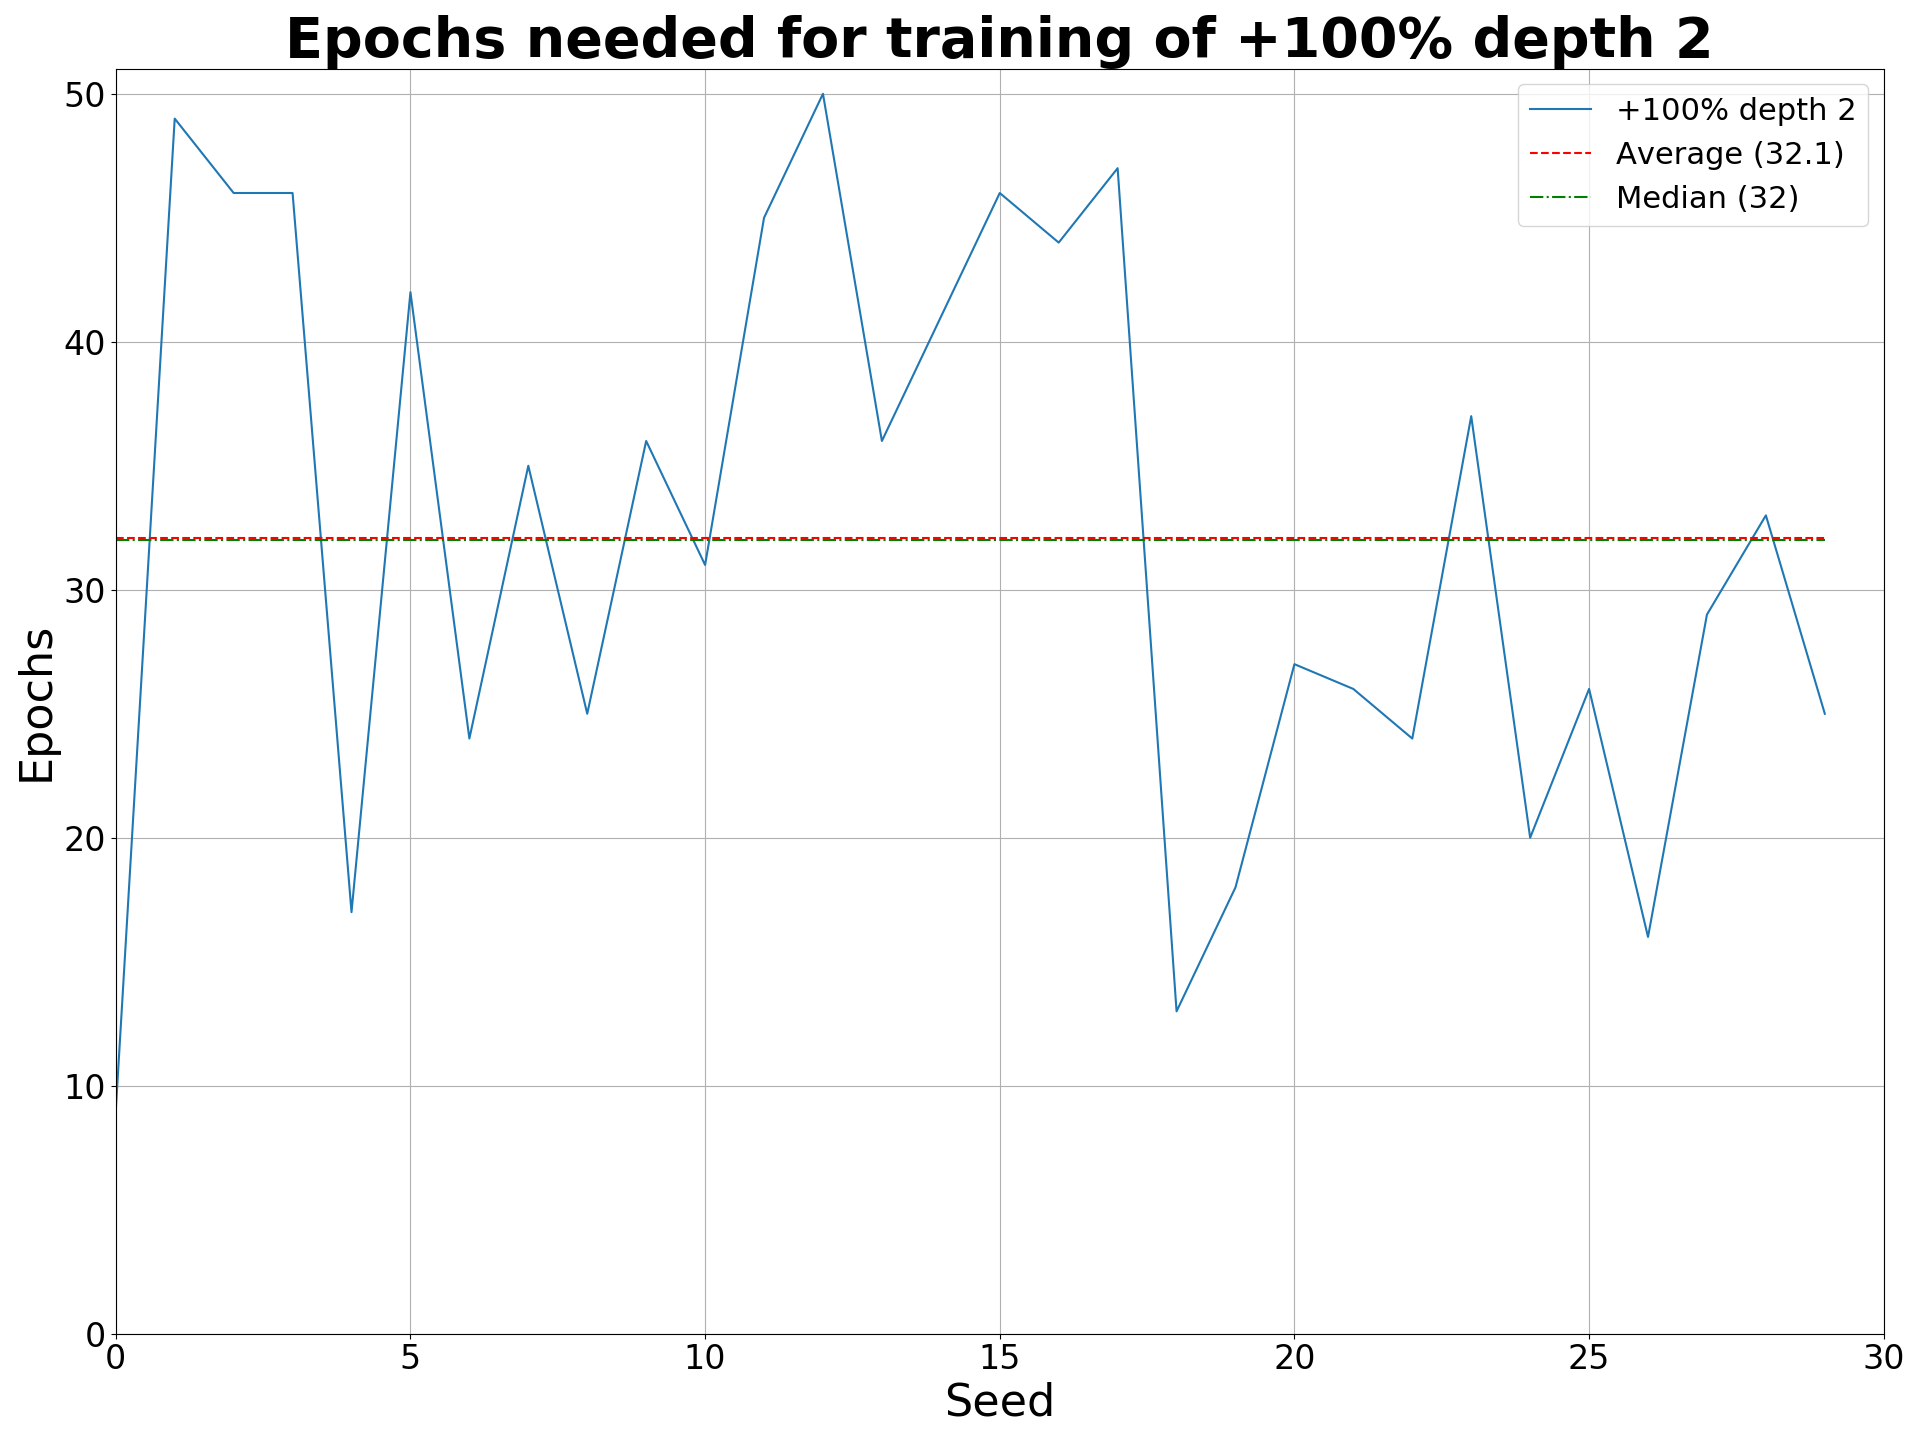 Epochs needed for training of +100% depth 2
+100% depth 2
Average (32.1)
Median (32)
50
40
30
20
10
0
Epochs
0 5 10 15 20 25 30
Seed